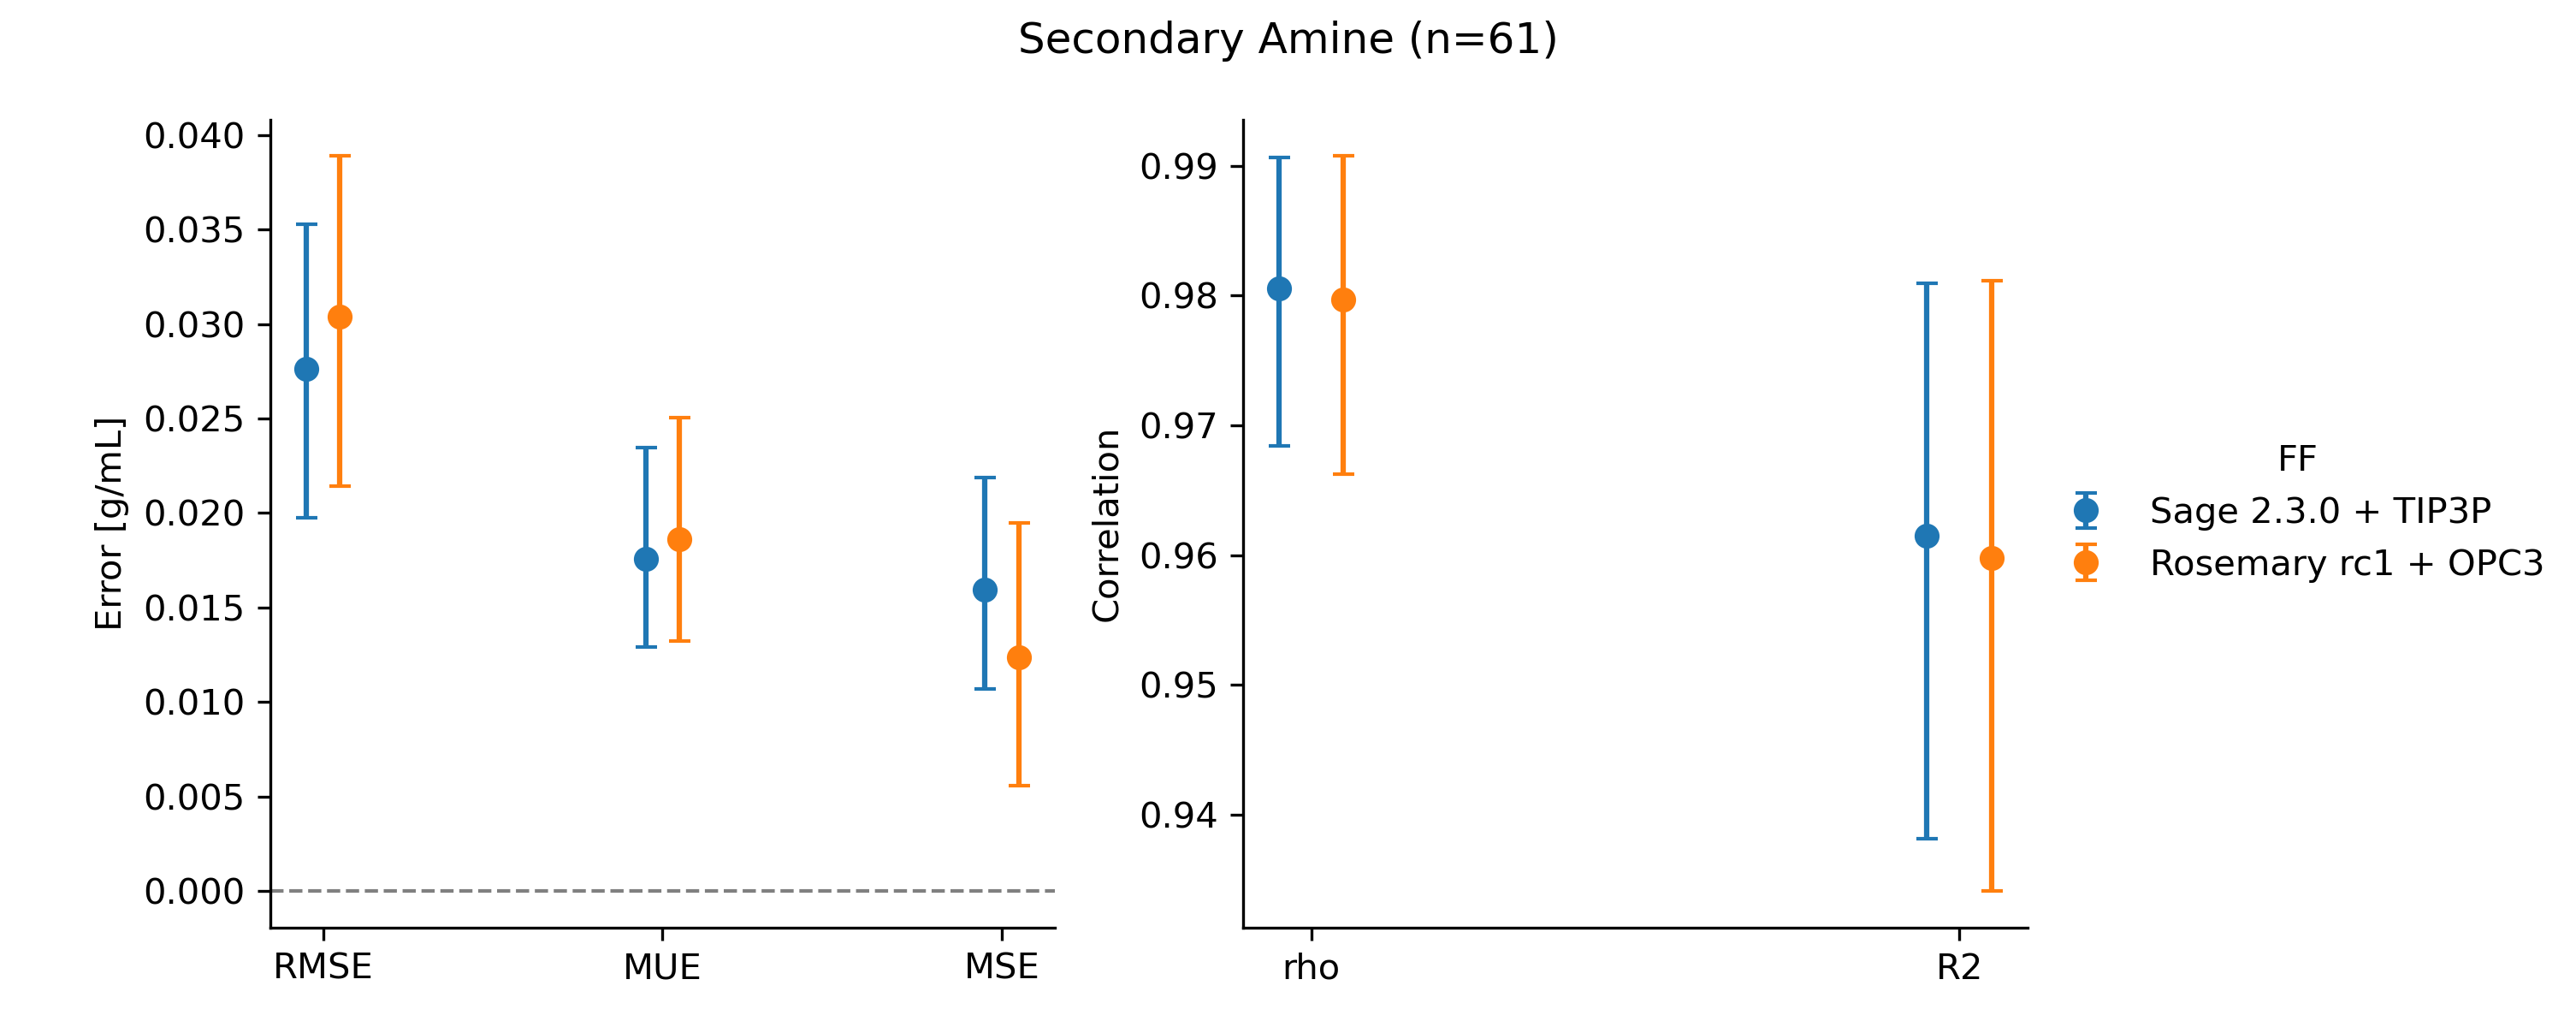 Secondary Amine (n=61)
Error [g/mL]
0.040
0.035
0.030
0.025
0.020
0.015
0.010
0.005
0.000
RMSE MUE MSE
Correlation
0.99
0.98
0.97
0.96
0.95
0.94
rho R2
FF
Sage 2.3.0 + TIP3P
Rosemary rc1 + OPC3